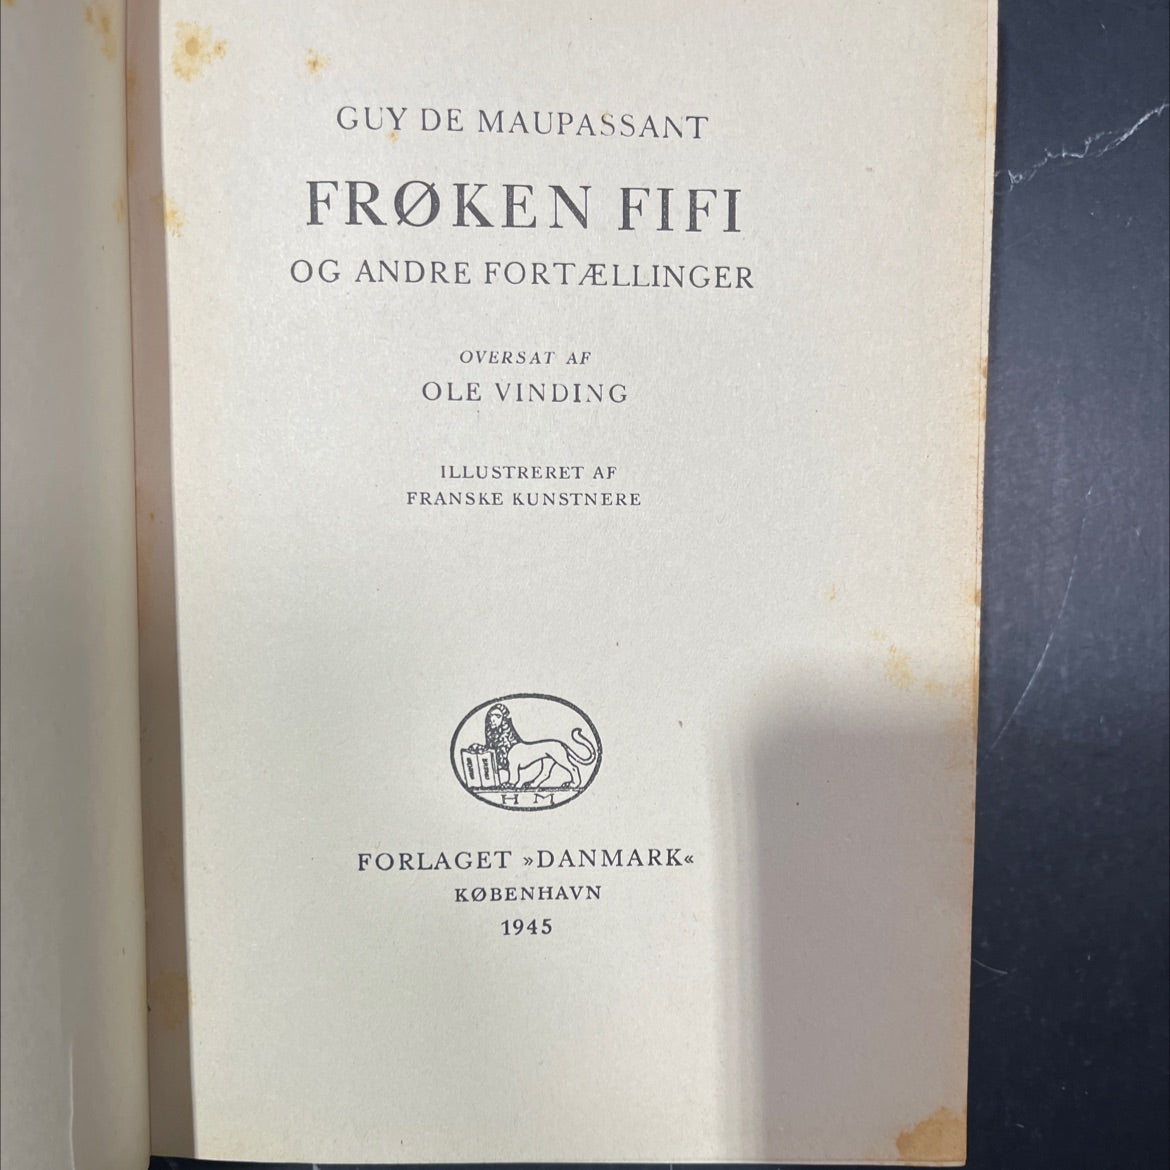 GUY DE MAUPASSANT
FRØKEN FIFI
OG ANDRE FORTÆLLINGER
OVERSAT AF
OLE VINDING
ILLUSTRERET AF
FRANSKE KUNSTNERE
H M
FORLAGET »DANMARK«
KØBENHAVN
1945